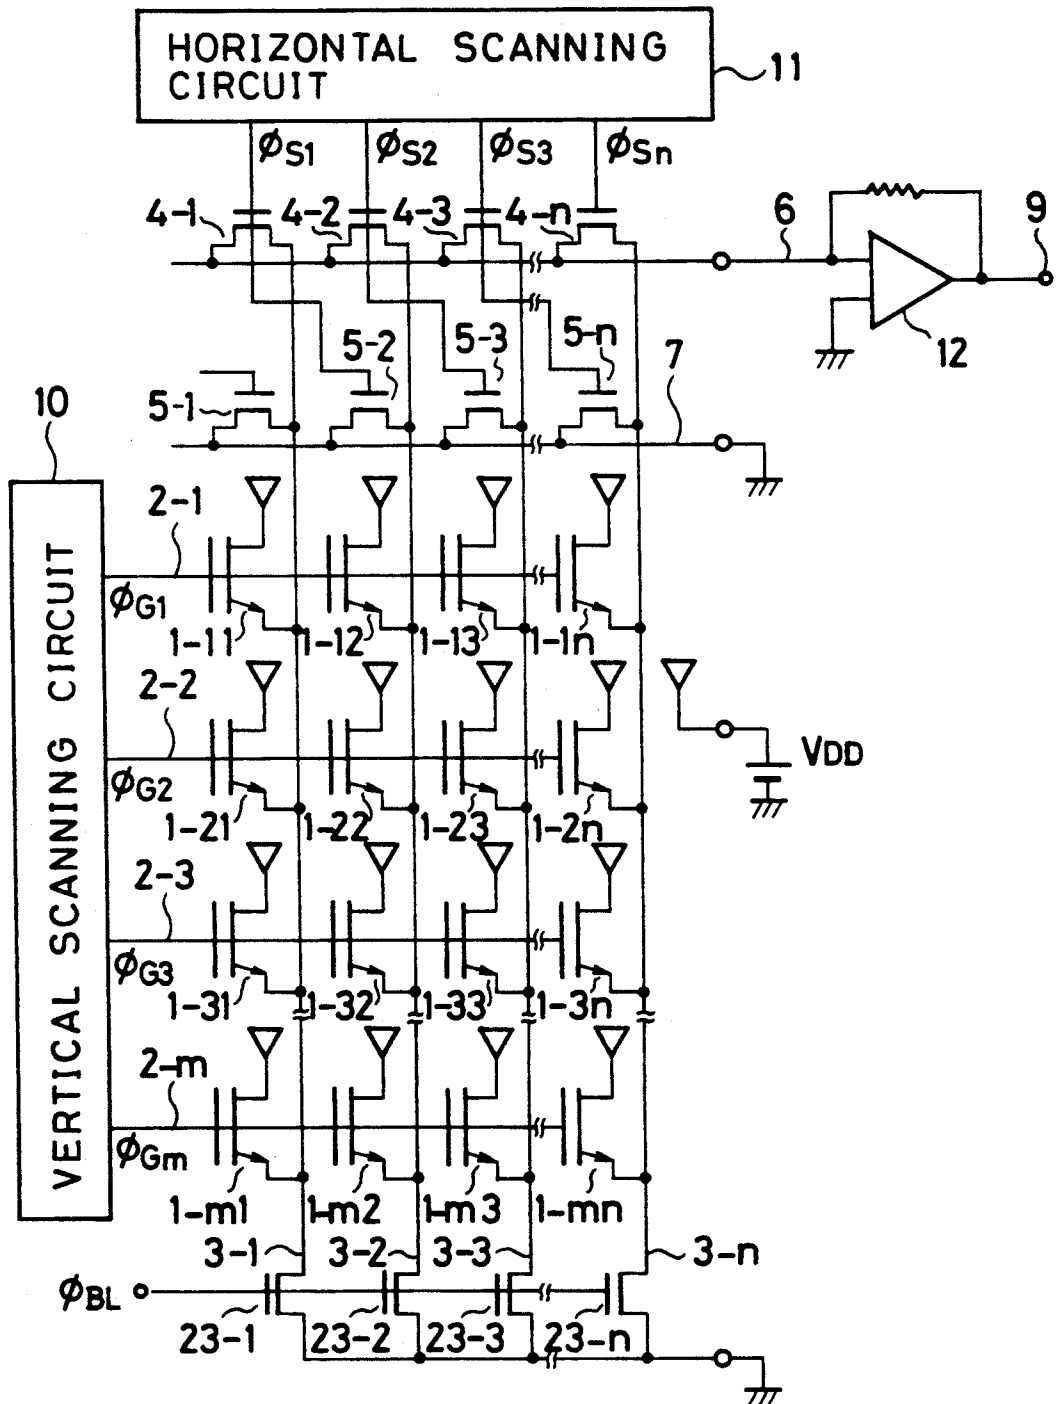 HORIZONTAL SCANNING
CIRCUIT
11
φS1 φS2 φS3 φSn
4-1 4-2 4-3 4-n 6 9
12
5-1 5-2 5-3 5-n 7
10
VERTICAL SCANNING CIRCUIT
2-1
φG1
1-11 1-12 1-13 1-1n
2-2
φG2
VDD
1-21 1-22 1-23 1-2n
2-3
φG3
1-31 1-32 1-33 1-3n
2-m
φGm
1-m1 1-m2 1-m3 1-mn
3-1 3-2 3-3 3-n
φBL
23-1 23-2 23-3 23-n